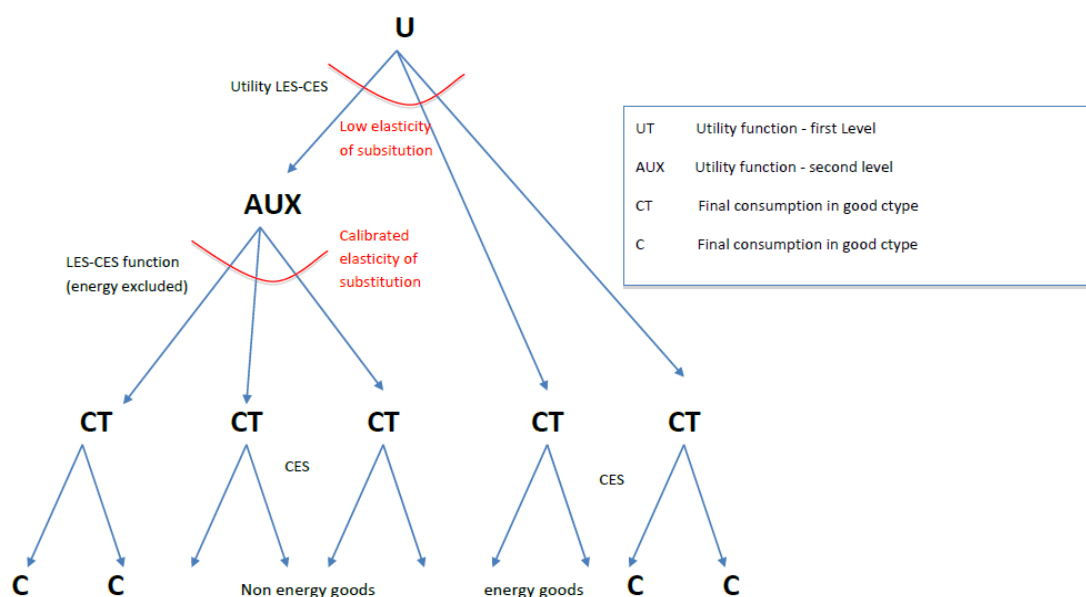 U
Utility LES-CES
Low elasticity
of subsitution
UT Utility function - first Level
AUX Utility function - second level
CT Final consumption in good ctype
C Final consumption in good ctype
AUX
LES-CES function
(energy excluded)
Calibrated
elasticity of
substitution
CT CT CT CT CT
CES
CES
C C Non energy goods energy goods C C